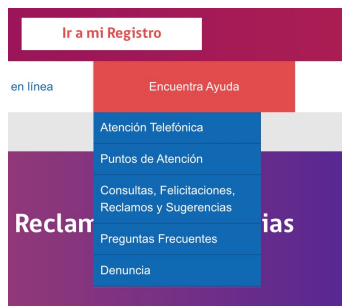 Ir a mi Registro
en línea
Encuentra Ayuda
Atención Telefónica
Puntos de Atención
Consultas, Felicitaciones,
Reclamos y Sugerencias
Preguntas Frecuentes
Denuncia
Reclam
ias